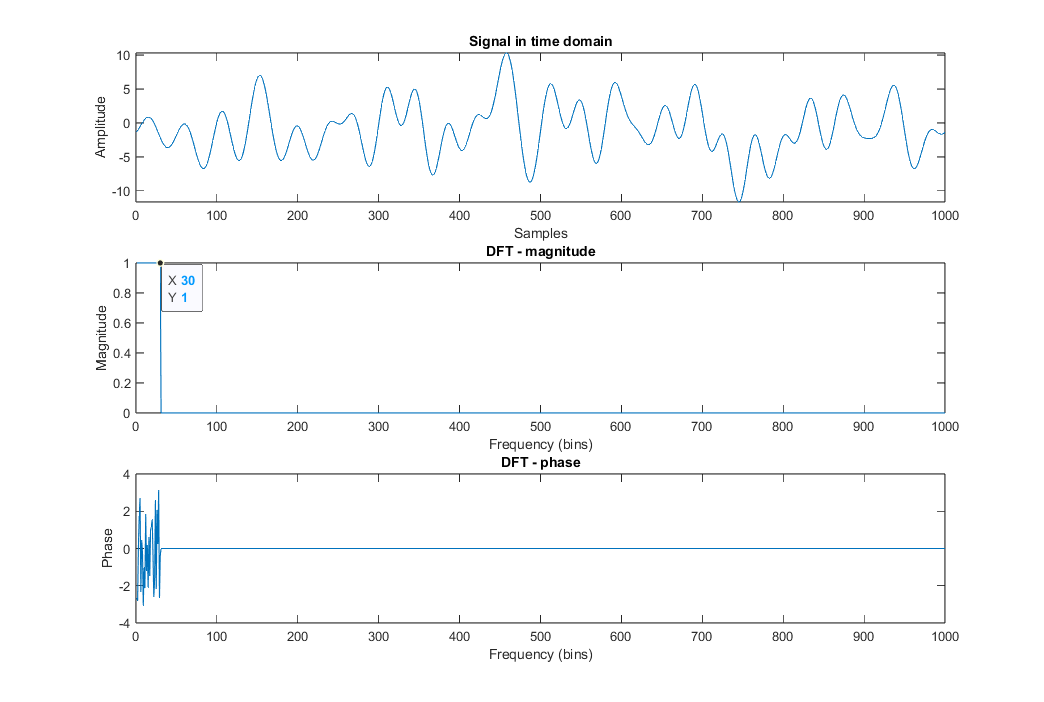 Signal in time domain
10
5
0
-5
-10
Amplitude
0 100 200 300 400 500 600 700 800 900 1000
Samples
DFT - magnitude
1
0.8
0.6
0.4
0.2
0
Magnitude
X 30
Y 1
0 100 200 300 400 500 600 700 800 900 1000
Frequency (bins)
DFT - phase
4
2
0
-2
-4
Phase
0 100 200 300 400 500 600 700 800 900 1000
Frequency (bins)